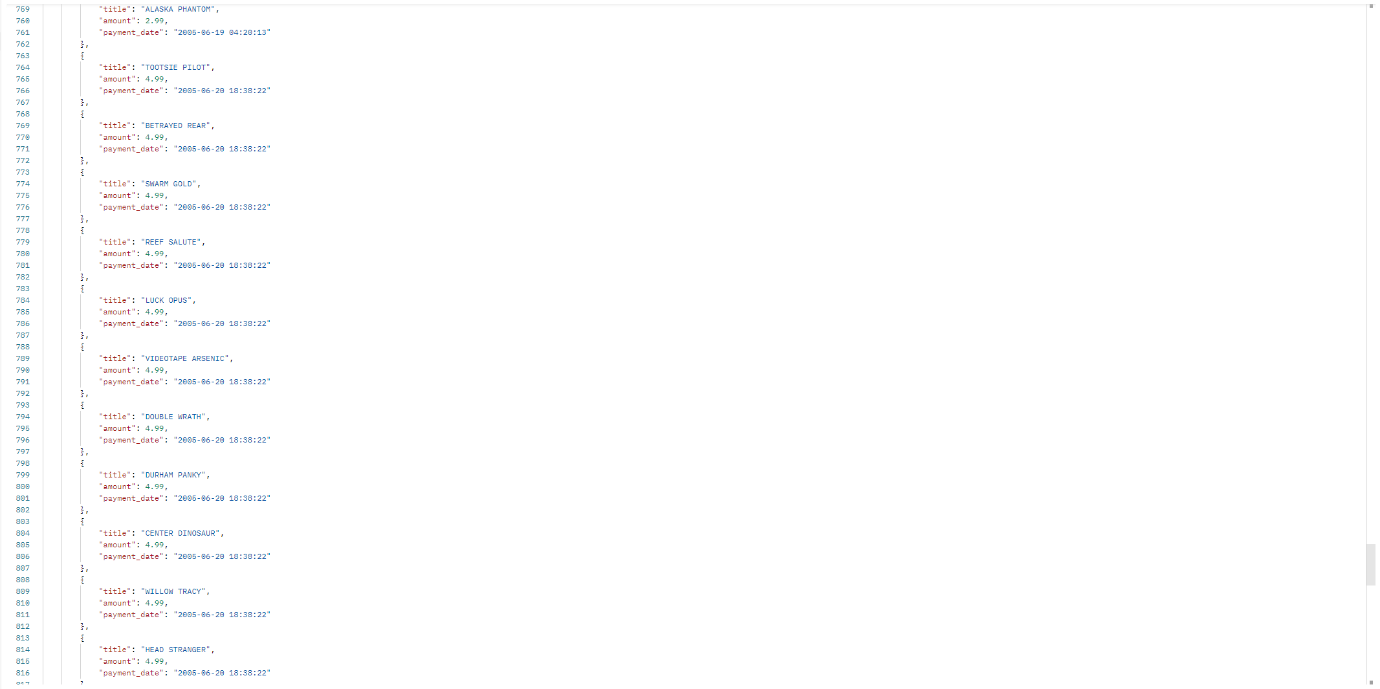 759 "title": "ALASKA PHANTOM",
760 "amount": 2.99,
761 "payment_date": "2005-06-19 04:20:13"
762 },
763 {
764 "title": "TOOTSIE PILOT",
765 "amount": 4.99,
766 "payment_date": "2005-06-20 18:38:22"
767 },
768 {
769 "title": "BETRAYED REAR",
770 "amount": 4.99,
771 "payment_date": "2005-06-20 18:38:22"
772 },
773 {
774 "title": "SWARM GOLD",
775 "amount": 4.99,
776 "payment_date": "2005-06-20 18:38:22"
777 },
778 {
779 "title": "REEF SALUTE",
780 "amount": 4.99,
781 "payment_date": "2005-06-20 18:38:22"
782 },
783 {
784 "title": "LUCK OPUS",
785 "amount": 4.99,
786 "payment_date": "2005-06-20 18:38:22"
787 },
788 {
789 "title": "VIDEOTAPE ARSENIC",
790 "amount": 4.99,
791 "payment_date": "2005-06-20 18:38:22"
792 },
793 {
794 "title": "DOUBLE WRATH",
795 "amount": 4.99,
796 "payment_date": "2005-06-20 18:38:22"
797 },
798 {
799 "title": "DURHAM PANKY",
800 "amount": 4.99,
801 "payment_date": "2005-06-20 18:38:22"
802 },
803 {
804 "title": "CENTER DINOSAUR",
805 "amount": 4.99,
806 "payment_date": "2005-06-20 18:38:22"
807 },
808 {
809 "title": "WILLOW TRACY",
810 "amount": 4.99,
811 "payment_date": "2005-06-20 18:38:22"
812 },
813 {
814 "title": "HEAD STRANGER",
815 "amount": 4.99,
816 "payment_date": "2005-06-20 18:38:22"